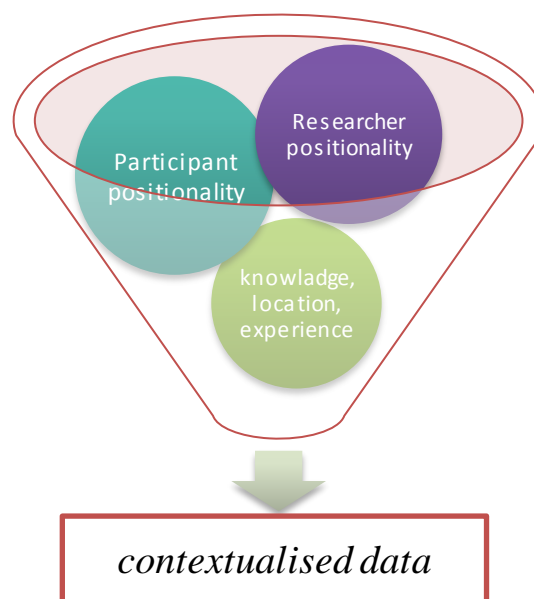 Researcher
positionality
Participant
positionality
knowladge,
location,
experience
contextualised data